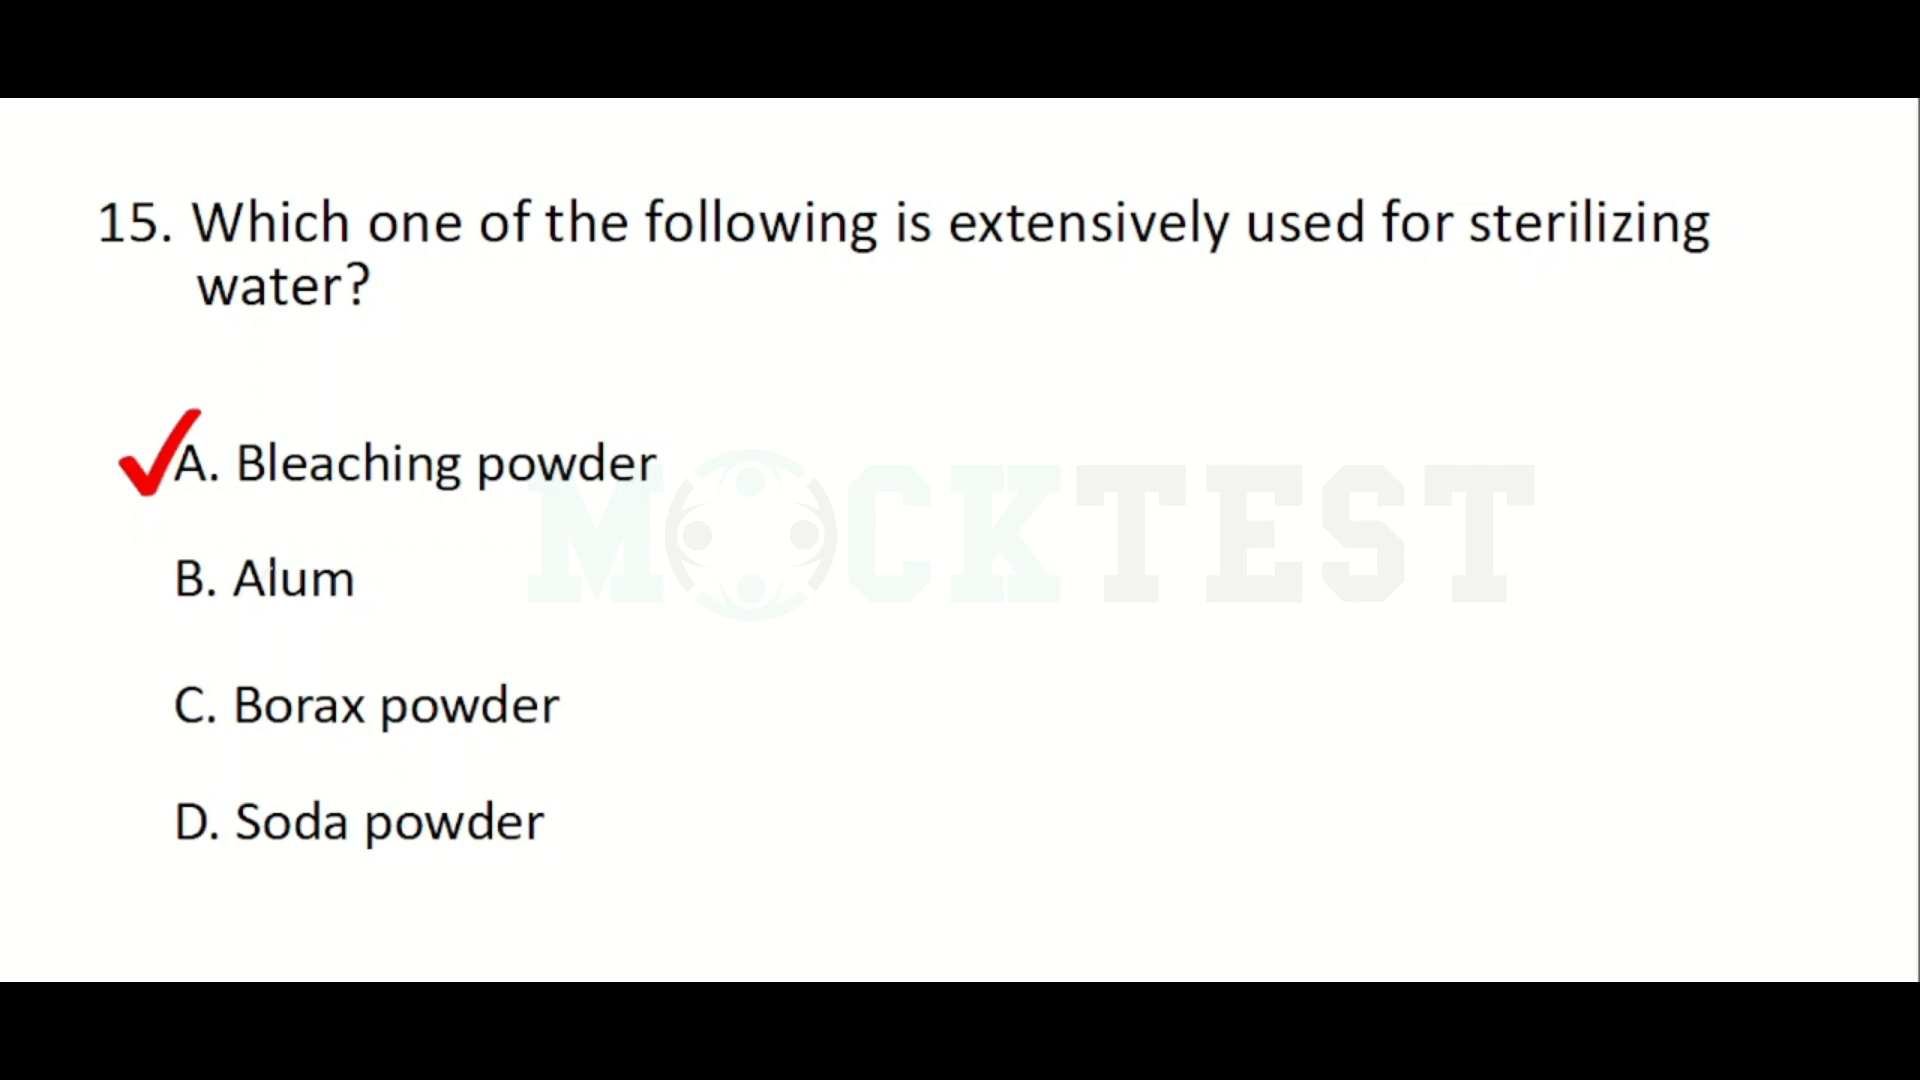 15. Which one of the following is extensively used for sterilizing
water?
A. Bleaching powder
MOCKTEST
B. Alum
C. Borax powder
D. Soda powder